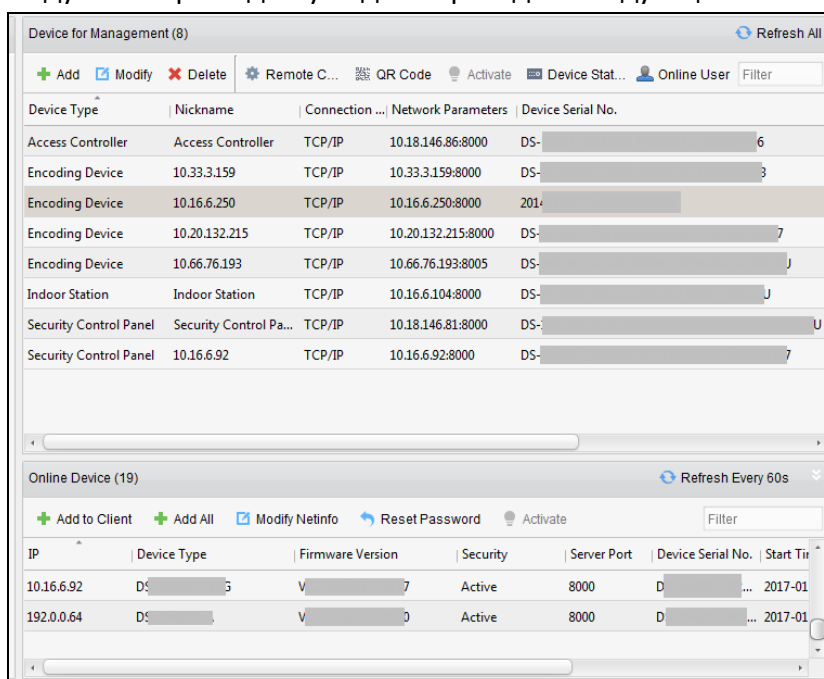 Device for Management (8) Refresh All
Add Modify Delete Remote C... QR Code Activate Device Stat... Online User Filter
Device Type Nickname Connection ... Network Parameters Device Serial No.
Access Controller Access Controller TCP/IP 10.18.146.86:8000 DS- 6
Encoding Device 10.33.3.159 TCP/IP 10.33.3.159:8000 DS- 3
Encoding Device 10.16.6.250 TCP/IP 10.16.6.250:8000 2014
Encoding Device 10.20.132.215 TCP/IP 10.20.132.215:8000 DS- 7
Encoding Device 10.66.76.193 TCP/IP 10.66.76.193:8005 DS- U
Indoor Station Indoor Station TCP/IP 10.16.6.104:8000 DS- U
Security Control Panel Security Control Pa... TCP/IP 10.18.146.81:8000 DS- U
Security Control Panel 10.16.6.92 TCP/IP 10.16.6.92:8000 DS- 7
Online Device (19) Refresh Every 60s
Add to Client Add All Modify Netinfo Reset Password Activate Filter
IP Device Type Firmware Version Security Server Port Device Serial No. Start Tir
10.16.6.92 DS G V 7 Active 8000 D ... 2017-01
192.0.0.64 DS V 0 Active 8000 D ... 2017-01